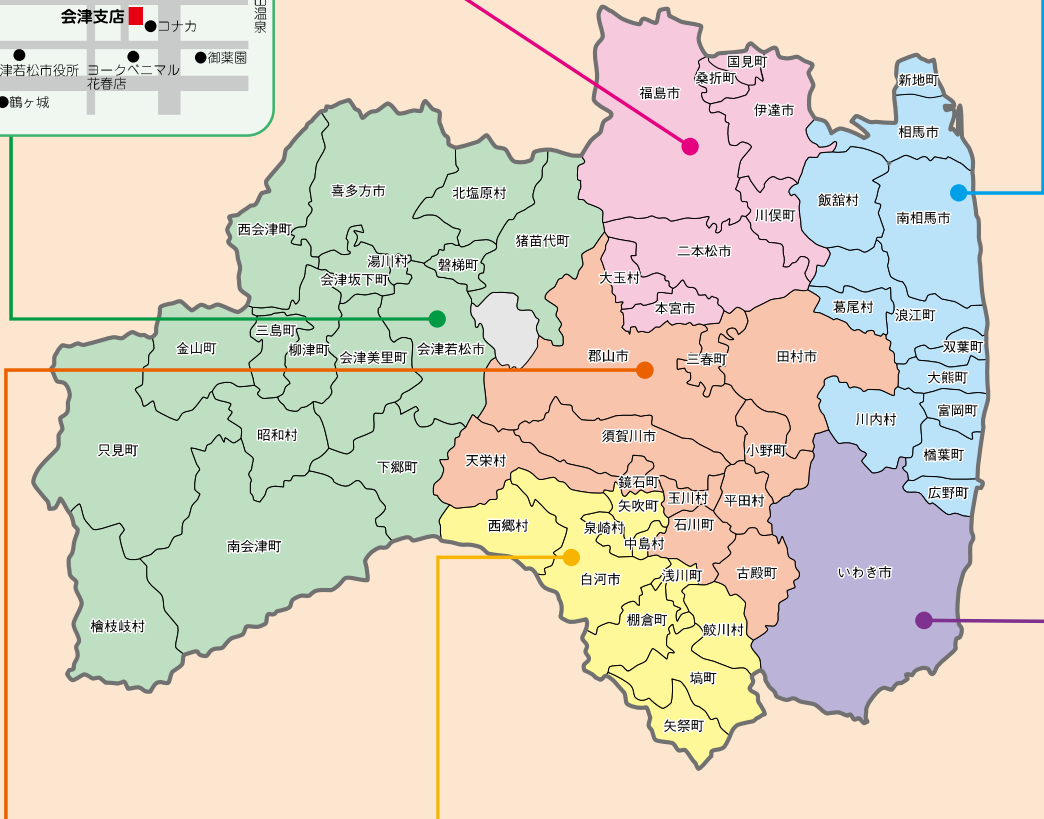 会津支店
コナカ
田温泉
津若松市役所
ヨークベニマル
花春店
御薬園
鶴ヶ城
国見町
桑折町
福島市
伊達市
新地町
相馬市
喜多方市
北塩原村
飯舘村
川俣町
南相馬市
西会津町
猪苗代町
二本松市
湯川村
磐梯町
会津坂下町
大玉村
本宮市
葛尾村
浪江町
三島町
金山町
柳津町
会津美里町
会津若松市
郡山市
三春町
田村市
双葉町
大熊町
富岡町
川内村
昭和村
須賀川市
只見町
小野町
楢葉町
下郷町
天栄村
鏡石町
玉川村
平田村
広野町
矢吹町
西郷村
泉崎村
石川町
南会津町
中島村
白河市
浅川町
古殿町
いわき市
檜枝岐村
棚倉町
鮫川村
塙町
矢祭町